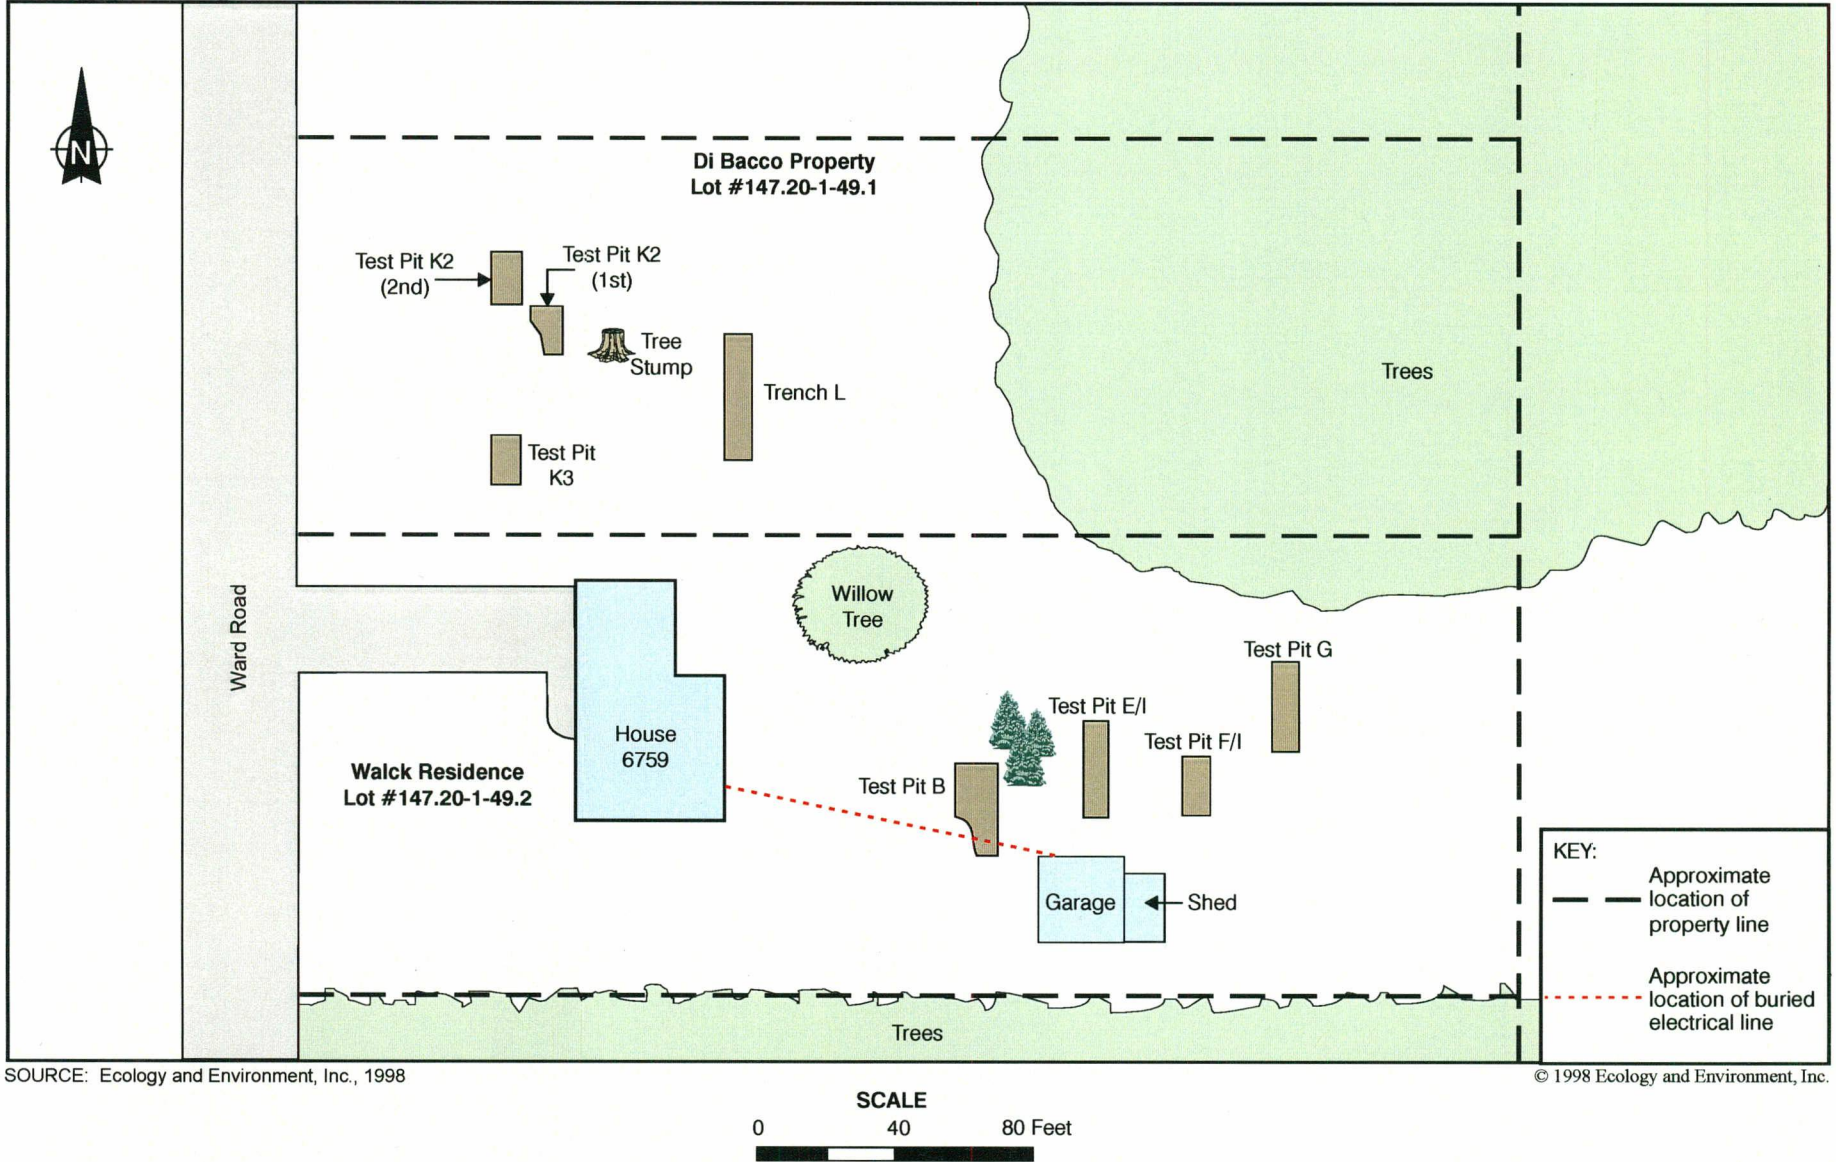 N
Di Bacco Property
Lot #147.20-1-49.1
Test Pit K2
(2nd)
Test Pit K2
(1st)
Tree
Stump
Trench L
Trees
Test Pit
K3
Willow
Tree
Ward Road
House
6759
Walck Residence
Lot #147.20-1-49.2
Test Pit G
Test Pit E/I
Test Pit F/I
Test Pit B
Garage
Shed
Trees
KEY:
Approximate
location of
property line
Approximate
location of buried
electrical line
SOURCE: Ecology and Environment, Inc., 1998
© 1998 Ecology and Environment, Inc.
SCALE
0 40 80 Feet